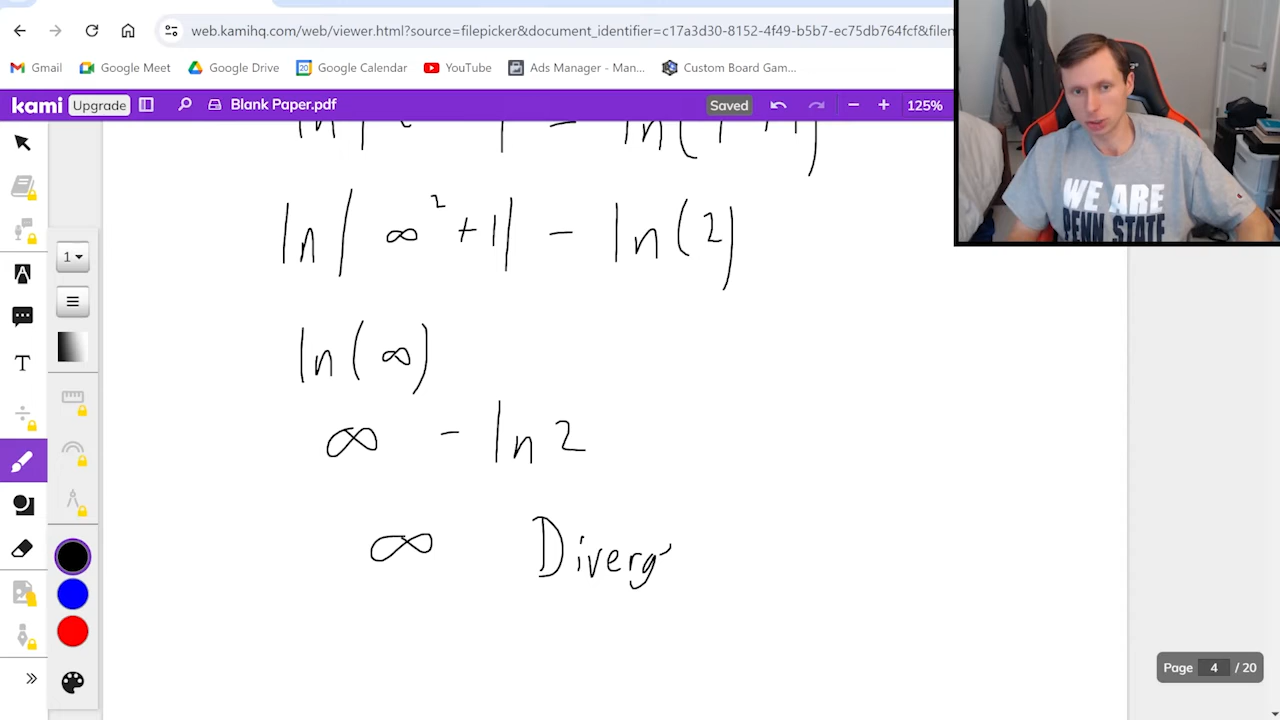 web.kamihq.com/web/viewer.html?source=filepicker&document_identifier=c17a3d30-8152-4f49-b5b7-ec75db764fcf&filen
Gmail Google Meet Google Drive 20 Google Calendar YouTube Ads Manager - Man... Custom Board Gam...
kami Upgrade Blank Paper.pdf Saved 125%
WE ARE
PENN STATE
ln| ∞² + 1| - ln(2)
1
ln(∞)
T
∞ - ln 2
∞ Diverg
Page 4 / 20